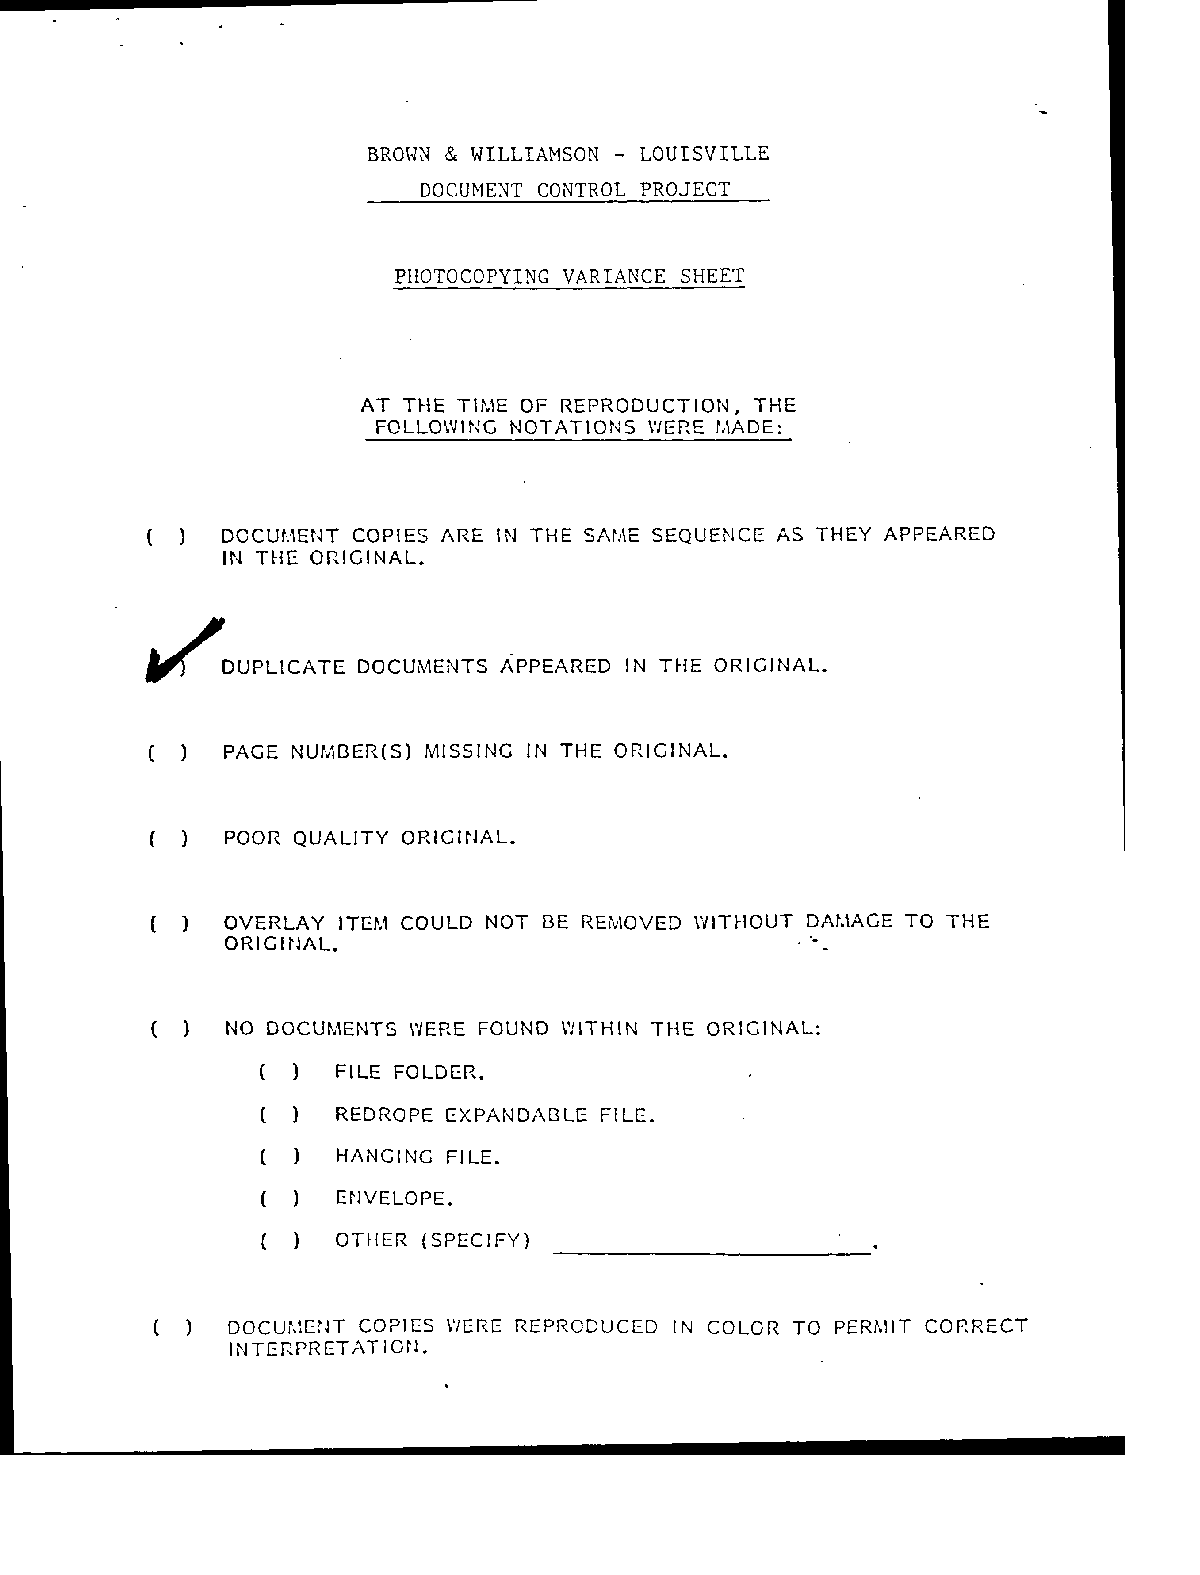 BROWN & WILLIAMSON - LOUISVILLE
DOCUMENT CONTROL PROJECT
PHOTOCOPYING VARIANCE SHEET
AT THE TIME OF REPRODUCTION, THE
FOLLOWING NOTATIONS WERE MADE:
( ) DOCUMENT COPIES ARE IN THE SAME SEQUENCE AS THEY APPEARED
IN THE ORIGINAL.
✓) DUPLICATE DOCUMENTS APPEARED IN THE ORIGINAL.
( ) PAGE NUMBER(S) MISSING IN THE ORIGINAL.
( ) POOR QUALITY ORIGINAL.
( ) OVERLAY ITEM COULD NOT BE REMOVED WITHOUT DAMAGE TO THE
ORIGINAL.
( ) NO DOCUMENTS WERE FOUND WITHIN THE ORIGINAL:
( ) FILE FOLDER.
( ) REDROPE EXPANDABLE FILE.
( ) HANGING FILE.
( ) ENVELOPE.
( ) OTHER (SPECIFY) ____________________.
( ) DOCUMENT COPIES WERE REPRODUCED IN COLOR TO PERMIT CORRECT
INTERPRETATION.